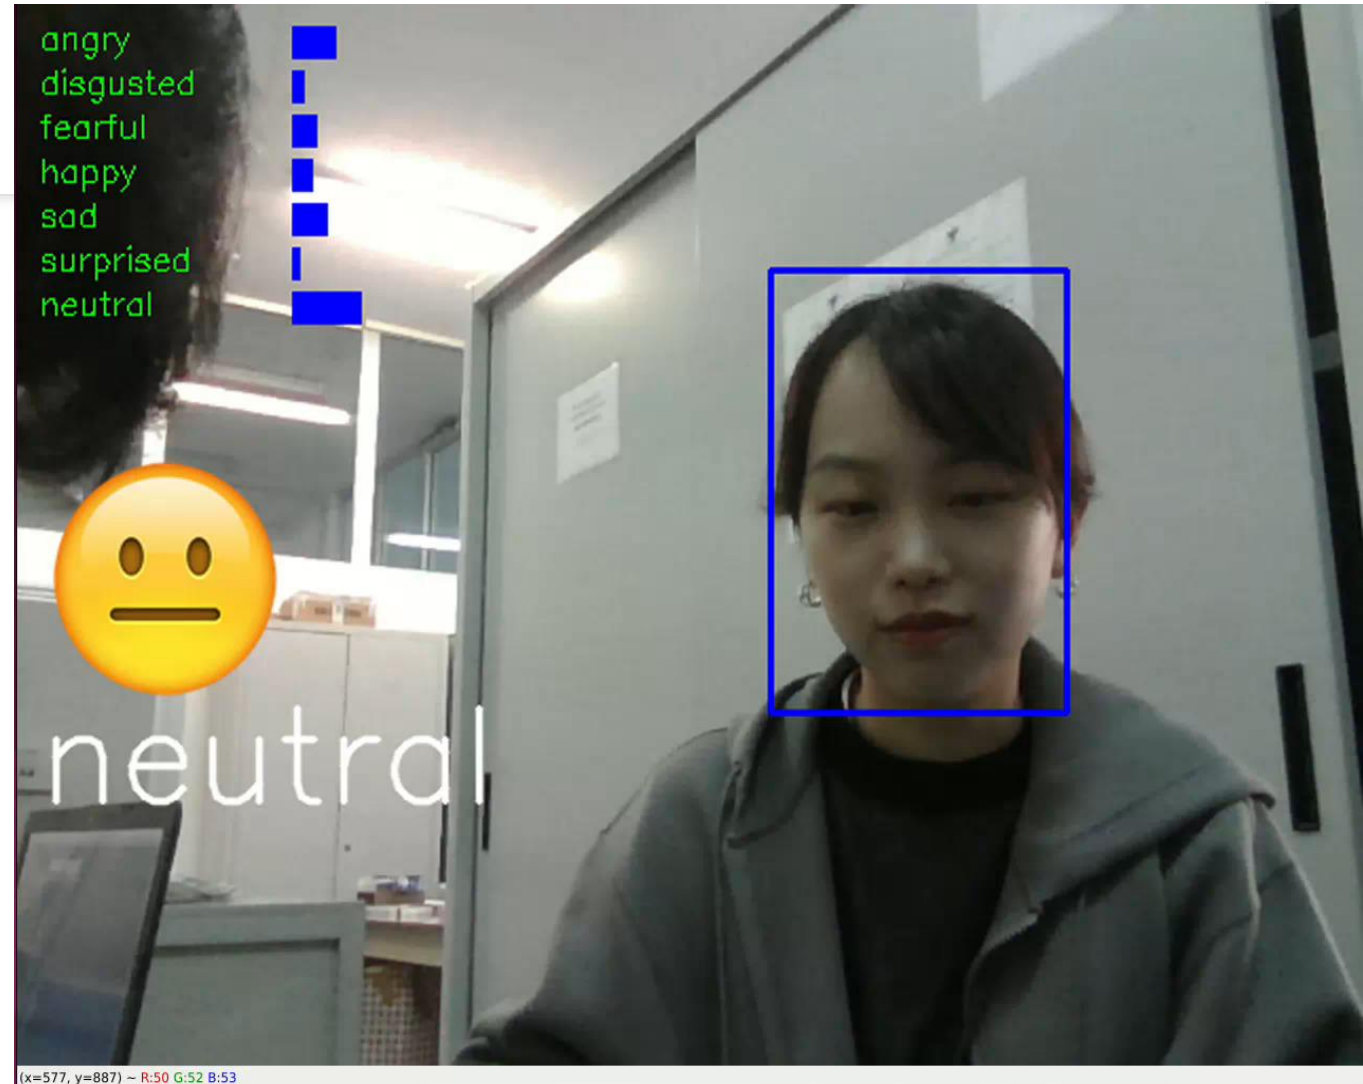 angry
disgusted
fearful
happy
sad
surprised
neutral
neutral
(x=577, y=887) ~ R:50 G:52 B:53